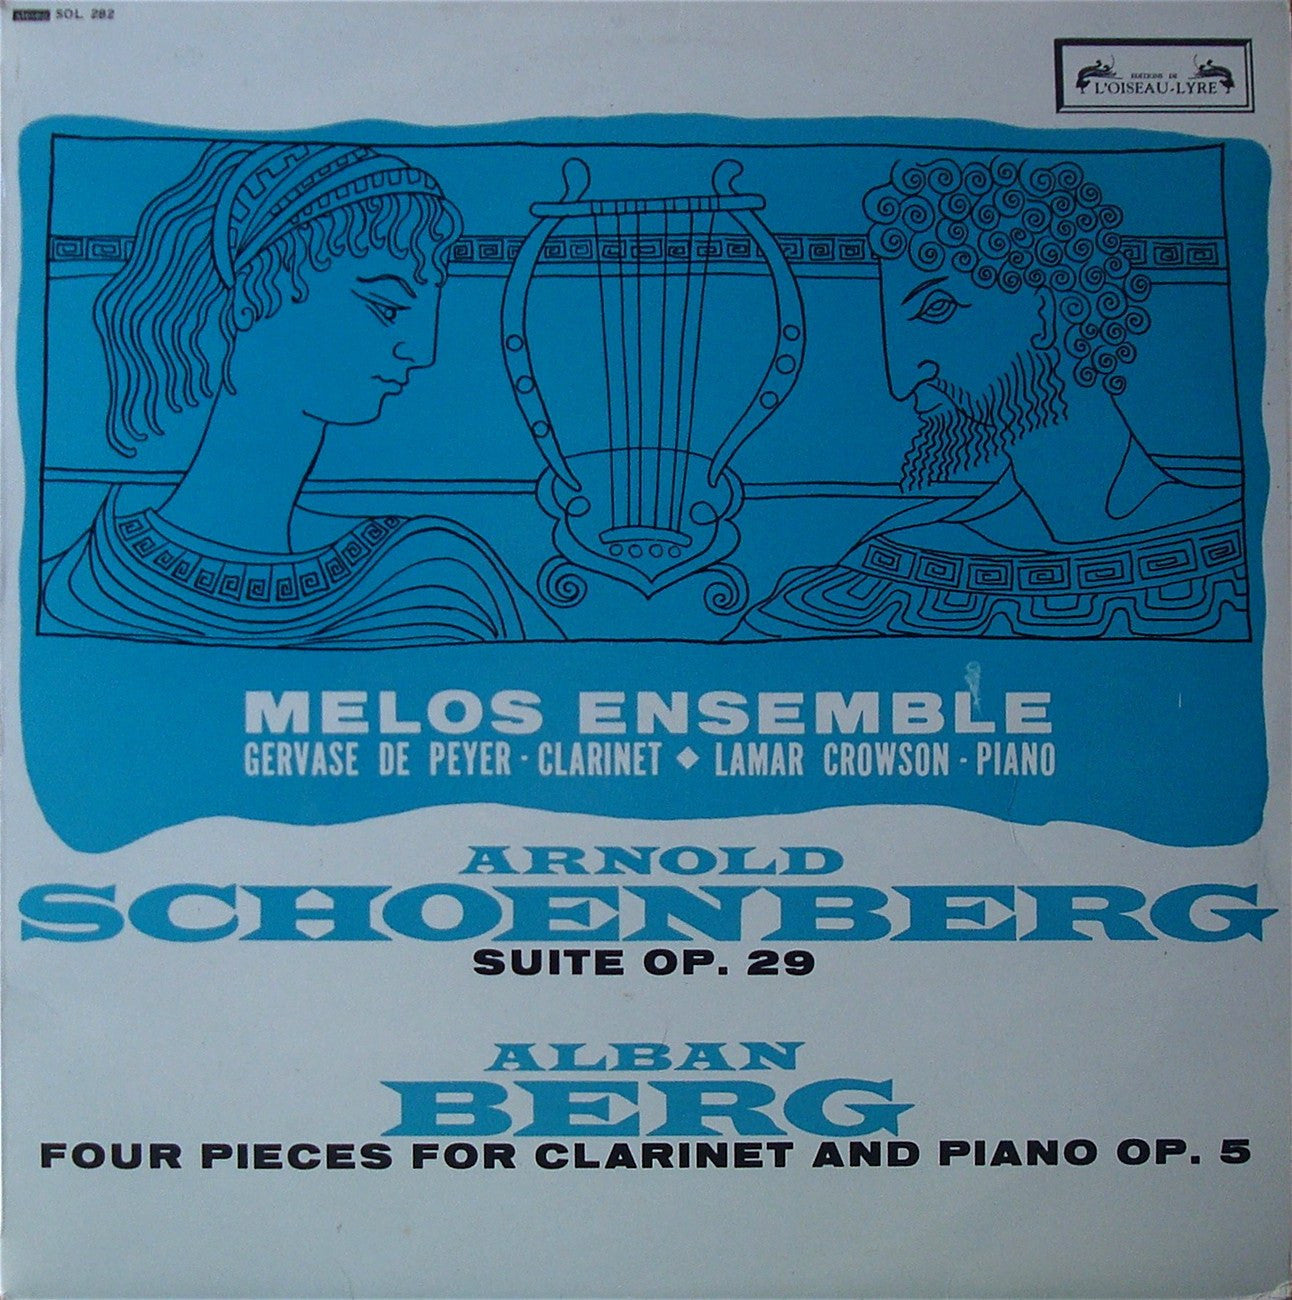 stereo SOL 282
EDITIONS DE
L'OISEAU-LYRE
MELOS ENSEMBLE
GERVASE DE PEYER - CLARINET ◆ LAMAR CROWSON - PIANO
ARNOLD
SCHOENBERG
SUITE OP. 29
ALBAN
BERG
FOUR PIECES FOR CLARINET AND PIANO OP. 5